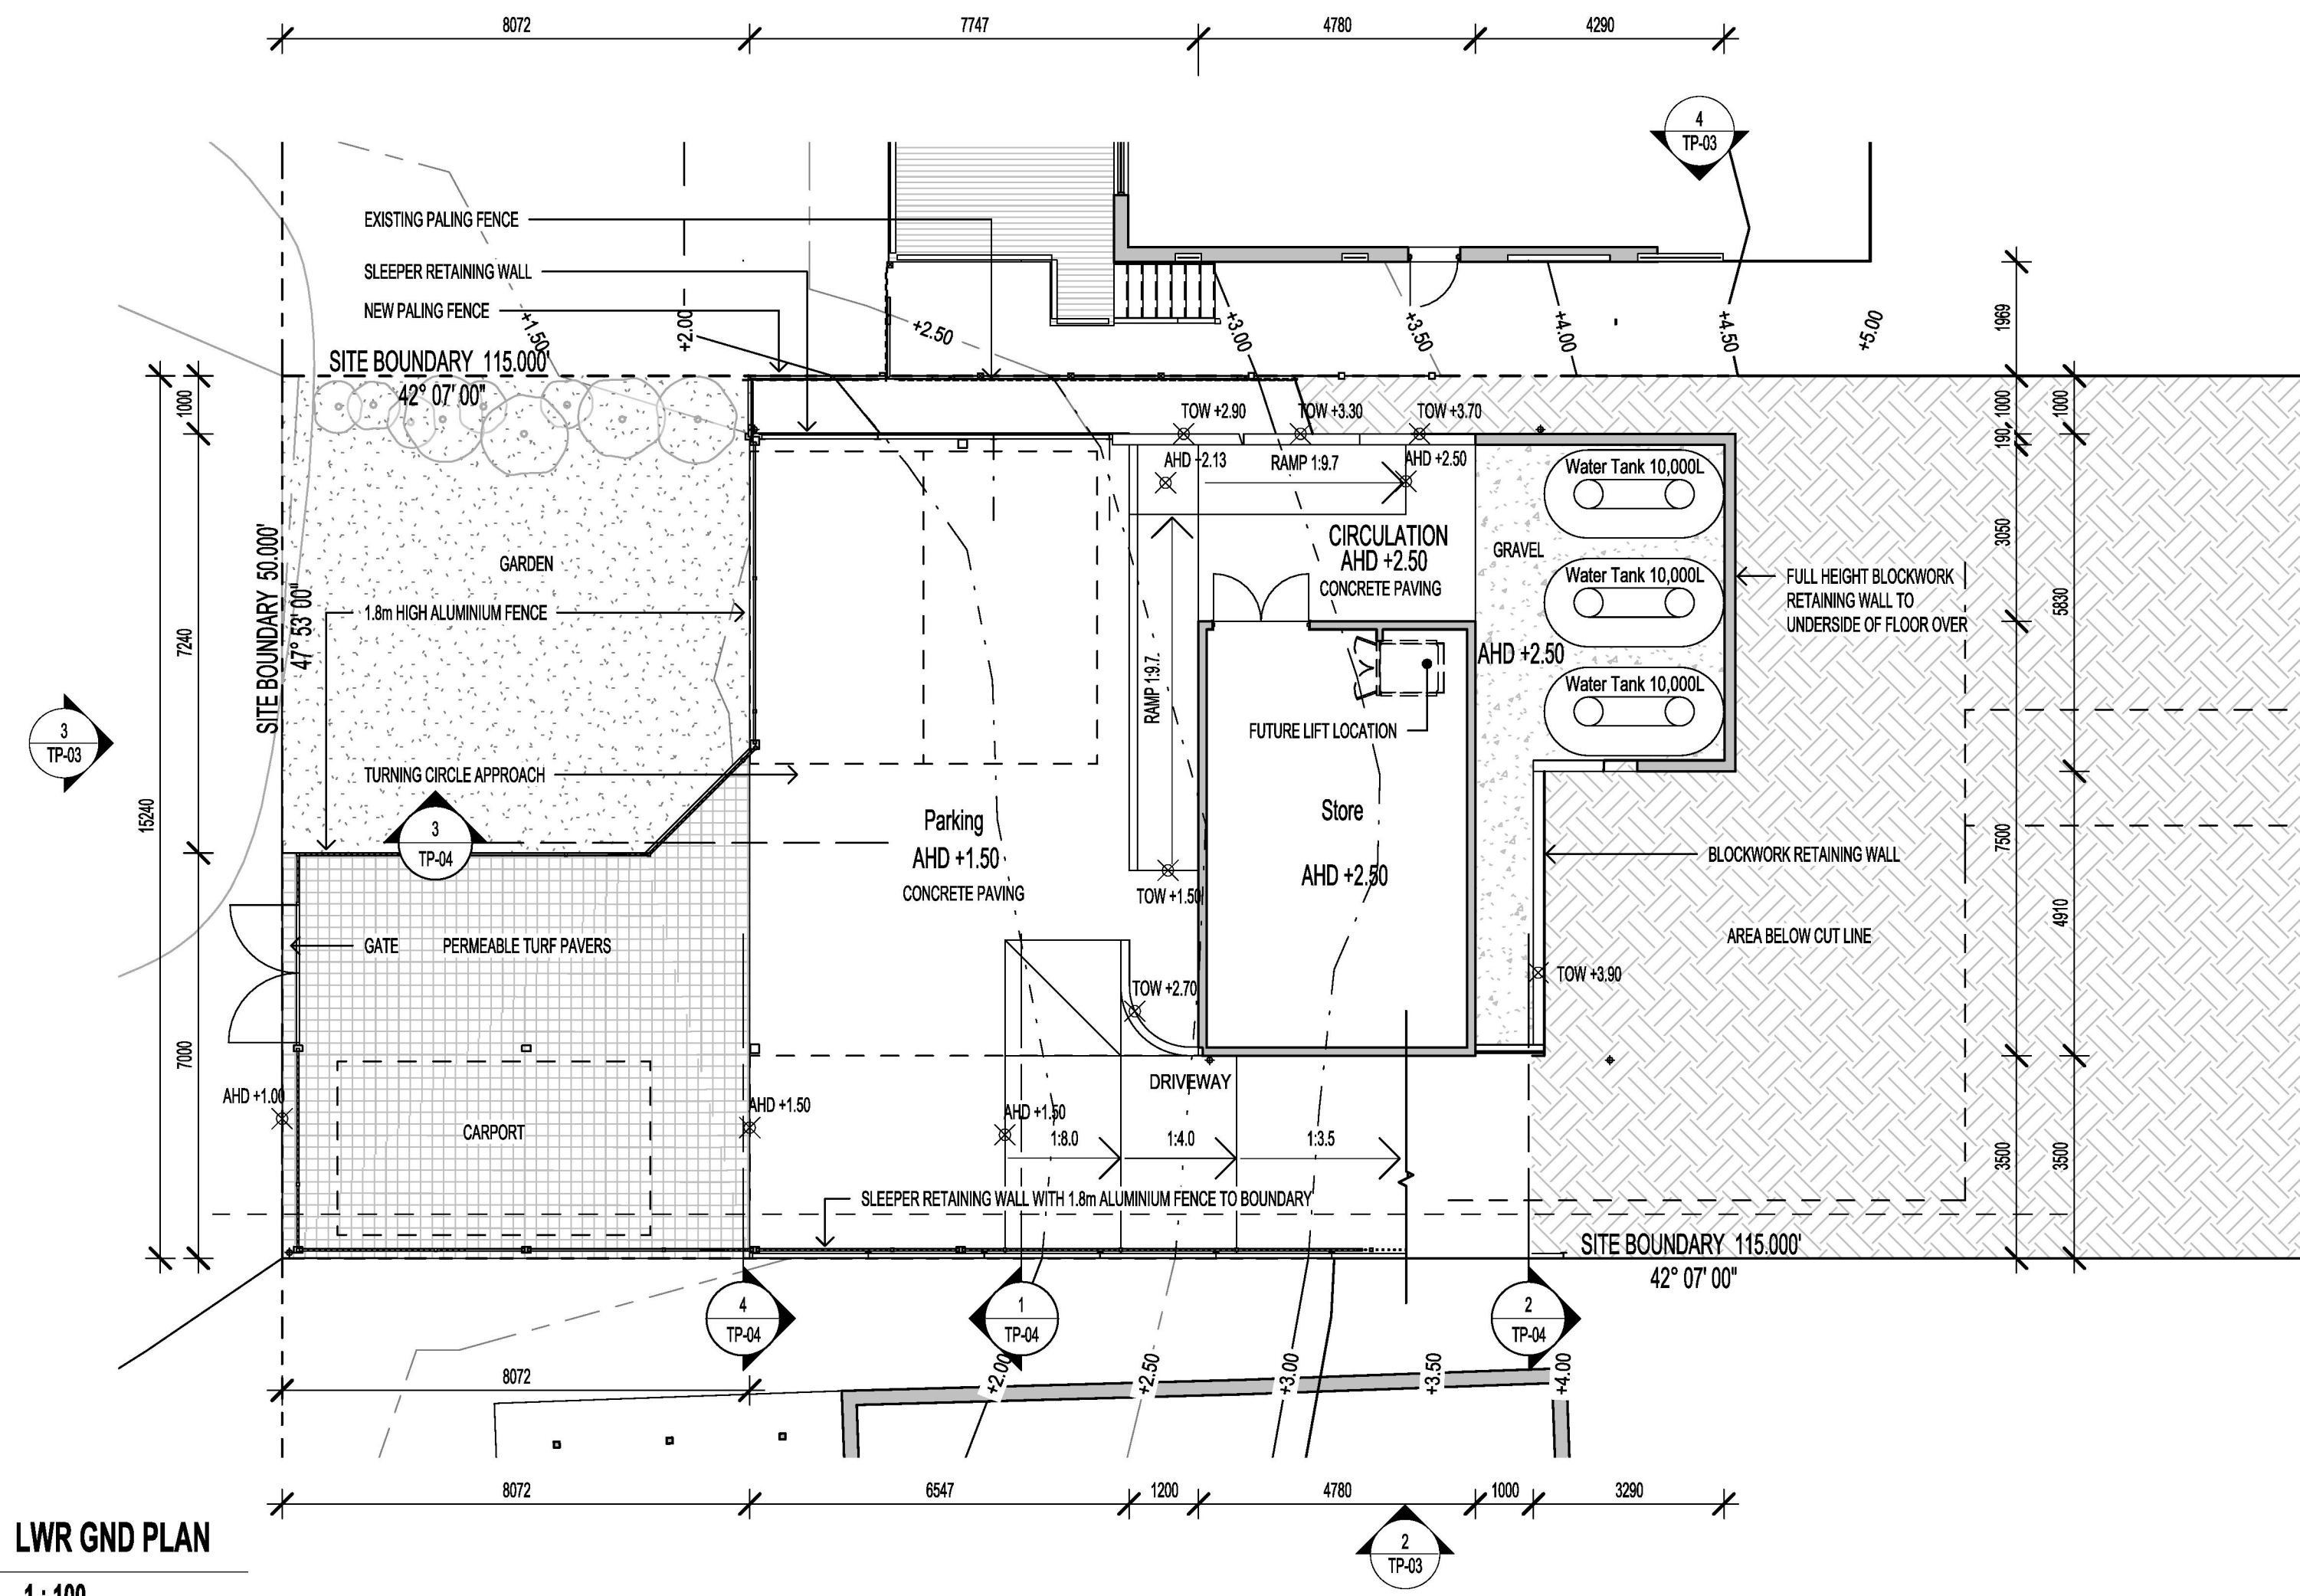 8072
7747
4780
4290
4
TP-03
EXISTING PALING FENCE
SLEEPER RETAINING WALL
NEW PALING FENCE
+1.50
+2.00
+2.50
+3.00
+3.50
+4.00
+4.50
+5.00
1969
SITE BOUNDARY 115.000'
42° 07' 00"
1000
TOW +2.90
TOW +3.30
TOW +3.70
1000
1000
190
AHD +2.13
RAMP 1:9.7
AHD +2.50
Water Tank 10,000L
CIRCULATION
AHD +2.50
CONCRETE PAVING
GRAVEL
3050
GARDEN
SITE BOUNDARY 50.000'
47° 53' 00"
Water Tank 10,000L
FULL HEIGHT BLOCKWORK
RETAINING WALL TO
UNDERSIDE OF FLOOR OVER
5830
1.8m HIGH ALUMINIUM FENCE
7240
RAMP 1:9.7
AHD +2.50
Water Tank 10,000L
3
TP-03
FUTURE LIFT LOCATION
TURNING CIRCLE APPROACH
15240
3
TP-04
Parking
AHD +1.50
CONCRETE PAVING
Store
AHD +2.50
TOW +1.50
7500
BLOCKWORK RETAINING WALL
4910
AREA BELOW CUT LINE
GATE
PERMEABLE TURF PAVERS
TOW +2.70
TOW +3.90
7000
DRIVEWAY
AHD +1.00
AHD +1.50
AHD +1.50
CARPORT
1:8.0
1:4.0
1:3.5
3500
3500
SLEEPER RETAINING WALL WITH 1.8m ALUMINIUM FENCE TO BOUNDARY
SITE BOUNDARY 115.000'
42° 07' 00"
4
TP-04
1
TP-04
2
TP-04
8072
+2.00
+2.50
+3.00
+3.50
+4.00
8072
6547
1200
4780
1000
3290
2
TP-03
LWR GND PLAN
1 : 100